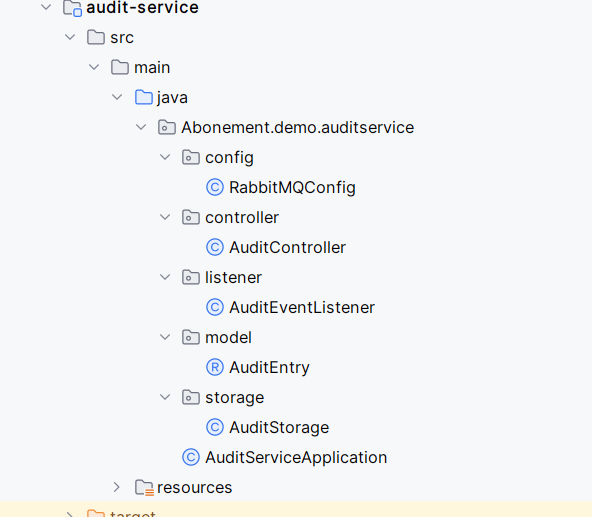 audit-service
src
main
java
Abonement.demo.auditservice
config
C RabbitMQConfig
controller
C AuditController
listener
C AuditEventListener
model
R AuditEntry
storage
C AuditStorage
C AuditServiceApplication
resources
target